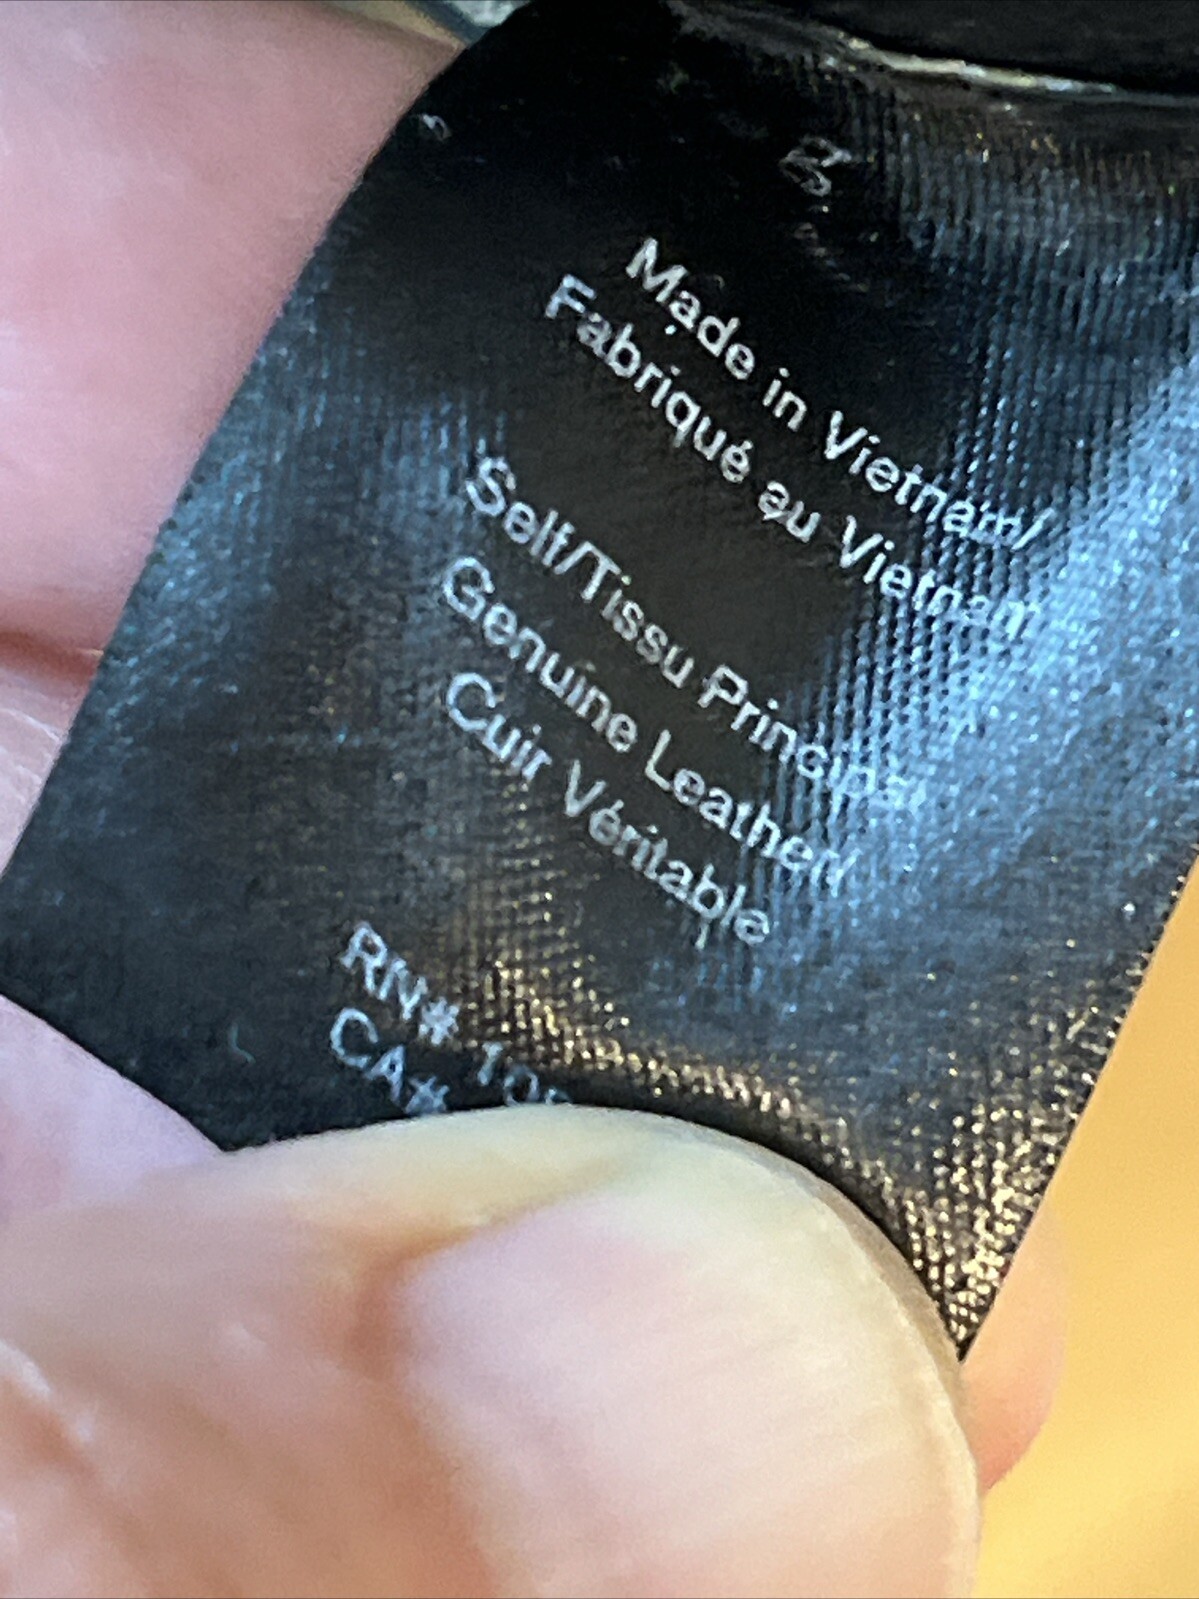 Made in Vietnam/
Fabriqué au Vietnam
Self/Tissu Principal
Genuine Leather/
Cuir Véritable
RN#
CA#